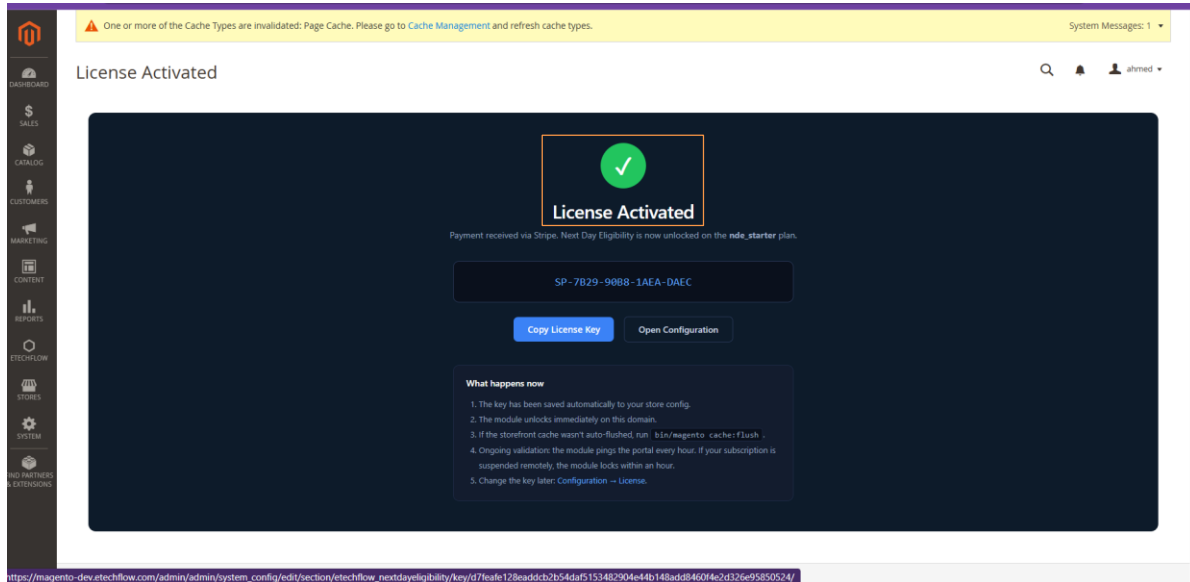 One or more of the Cache Types are invalidated: Page Cache. Please go to Cache Management and refresh cache types.
System Messages: 1
License Activated
ahmed
DASHBOARD
SALES
CATALOG
CUSTOMERS
MARKETING
CONTENT
REPORTS
ETECHFLOW
STORES
SYSTEM
FIND PARTNERS
& EXTENSIONS
License Activated
Payment received via Stripe. Next Day Eligibility is now unlocked on the nde_starter plan.
SP-7B29-90B8-1AEA-DAEC
Copy License Key
Open Configuration
What happens now
1. The key has been saved automatically to your store config.
2. The module unlocks immediately on this domain.
3. If the storefront cache wasn't auto-flushed, run bin/magento cache:flush .
4. Ongoing validation: the module pings the portal every hour. If your subscription is
suspended remotely, the module locks within an hour.
5. Change the key later: Configuration → License.
https://magento-dev.etechflow.com/admin/admin/system_config/edit/section/etechflow_nextdayeligibility/key/d7feafe128eaddcb2b54daf5153482904e44b148add8460f4e2d326e95850524/